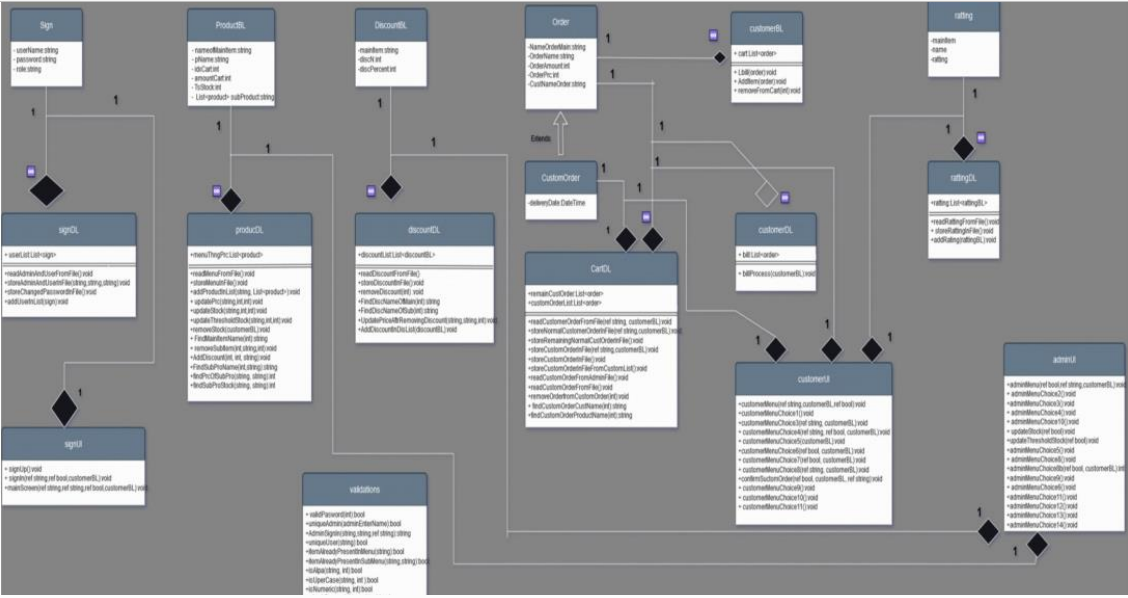 Sign
- userName:string
- password:string
- role:string
ProductBL
- nameofMainItem:string
- pName:string
- idxCart:int
- amountCart:int
- TsStock:int
- List<product> subProduct:string
DiscountBL
-mainItem:string
-discN:int
-discPercent:int
Order
-NameOrderMain:string
-OrderName:string
-OrderAmount:int
-OrderPrc:int
-CustNameOrder:string
customerBL
+ cart:List<order>
+ Lbill(order):void
+ AddItem(order):void
+ removeFromCart(int):void
ratting
-mainItem
-name
-ratting
1
1
1
1
1
1
1
1
1
1
1
1
1
1
Extends
CustomOrder
-deliveryDate:DateTime
1
1
1
rattingDL
+ratting:List<rattingBL>
+readRattingFromFile():void
+ storeRattingInFile():void
+addRating(rattingBL):void
signDL
+ userList:List<sign>
+readAdminAndUserFromFile():void
+storeAdminAndUserInFile(string,string,string):void
+storeChangedPasswordInFile():void
+addUserInList(sign):void
producDL
+menuThngPrc:List<product>
+readMenuFromFile():void
+storeMenuInFile():void
+addProductInList(string, List<product>):void
+ updatePrc(string,int,int):void
+updateStock(string,int,int):void
+updateThresholdStock(string,int,int):void
+removeStock(customerBL):void
+ FindMainItemName(int):string
+ removeSubItem(int,string,int):void
+AddDiscount(int, int, string):void
+FindSubProName(int,string):string
+findPrcOfSubPro(string, string):int
+findSubProStock(string, string):int
discountDL
+discountList:List<discountBL>
+readDiscountFromFile()
+storeDiscountInFile():void
+removeDiscount(int):void
+FindDiscNameOfMain(int):string
+FindDiscNameOfSub(int):string
+UpdatePriceAftrRemovingDiscount(string,string,int):void
+AddDiscountInDisList(discountBL):void
CartDL
+remainCustOrder:List<order>
+customOrderList:List<order>
+readCustomerOrderFromFile(ref string, customerBL):void
+storeNormalCustomerOrderInFile(ref string,customerBL):void
+storeRemainingNormalCustOrderInFile():void
+storeCustomOrderInFile(ref string,customerBL):void
+storeCustomOrderInFile():void
+storeCustomOrderInFileFromCustomList():void
+readCustomOrderFromAdminFile():void
+readCustomOrderFromFile():void
+removeOrderfromCustomOrder(int):void
+ findCustomOrderCustName(int):string
+findCustomOrderProductName(int):string
customerDL
+ bill:List<order>
+ billProcess(customerBL):void
1
1
1
customerUI
+customerMenu(ref string,customerBL,ref bool):void
+customerMenuChoice1():void
+customerMenuChoice3(ref string, customerBL):void
+ customerMenuChoice4(ref string, ref bool, customerBL):void
+ customerMenuChoice5(customerBL):void
+customerMenuChoice6(ref bool, customerBL):void
+customerMenuChoice7(ref bool, customerBL):void
+ customerMenuChoice8(ref string, customerBL):void
+confirmSuctomOrder(ref bool, customerBL, ref string):void
+ customerMenuChoice9():void
+ customerMenuChoice10():void
+ customerMenuChoice11():void
adminUI
+adminMenu(ref bool,ref string,customerBL):void
+ adminMenuChoice2():void
+ adminMenuChoice3():void
+ adminMenuChoice4():void
+adminMenuChoice10():void
+ updateStock(ref bool):void
+updateThresholdStock(ref bool):void
+adminMenuChoice5():void
+adminMenuChoice8():void
+adminMenuChoice8b(ref bool, customerBL):int
+adminMenuChoice9():void
+ adminMenuChoice6():void
+adminMenuChoice11():void
+adminMenuChoice12():void
+adminMenuChoice13():void
+adminMenuChoice14():void
1
signUI
+ signUp():void
+ signIn(ref string,ref bool,customerBL):void
+mainScreen(ref string,ref string,ref bool,customerBL):void
validations
+ validPasword(int):bool
+uniqueAdmin(adminEnterName):bool
+AdminSignIn(string,string,ref string):string
+uniqueUser(string):bool
+itemAlreadyPresentInMenu(string):bool
+itemAlreadyPresentInSubMenu(string,string):bool
+isAlpa(string, int):bool
+isUperCase(string, int ):bool
+isNumeric(string, int):bool
1
1